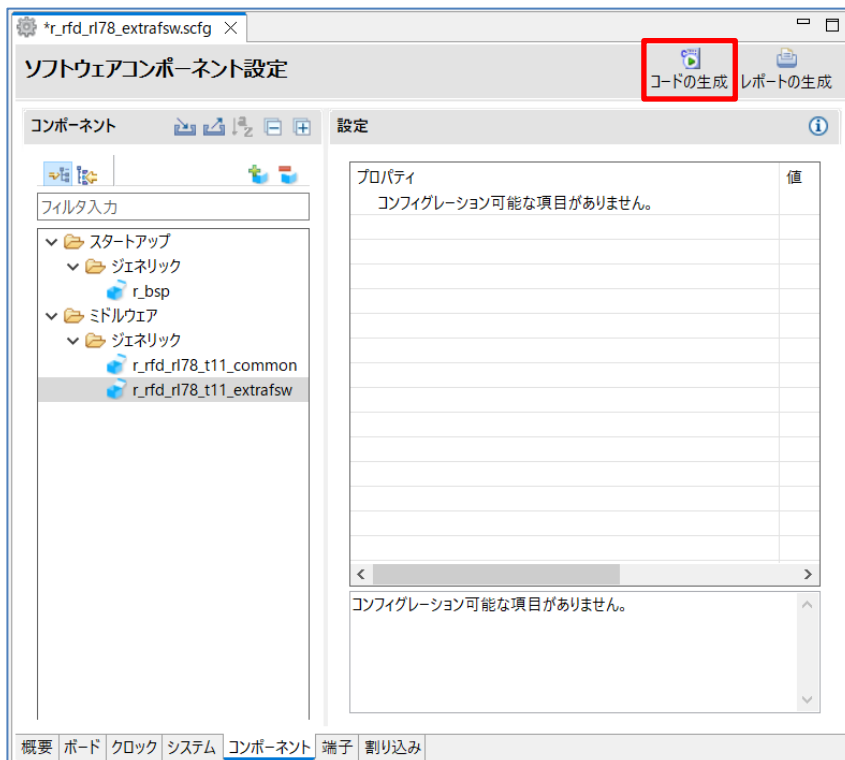 *r_rfd_rl78_extrafsw.scfg
ソフトウェアコンポーネント設定
コードの生成 レポートの生成
コンポーネント
設定
フィルタ入力
スタートアップ
ジェネリック
r_bsp
ミドルウェア
ジェネリック
r_rfd_rl78_t11_common
r_rfd_rl78_t11_extrafsw
プロパティ 値
コンフィグレーション可能な項目がありません。
コンフィグレーション可能な項目がありません。
概要 ボード クロック システム コンポーネント 端子 割り込み